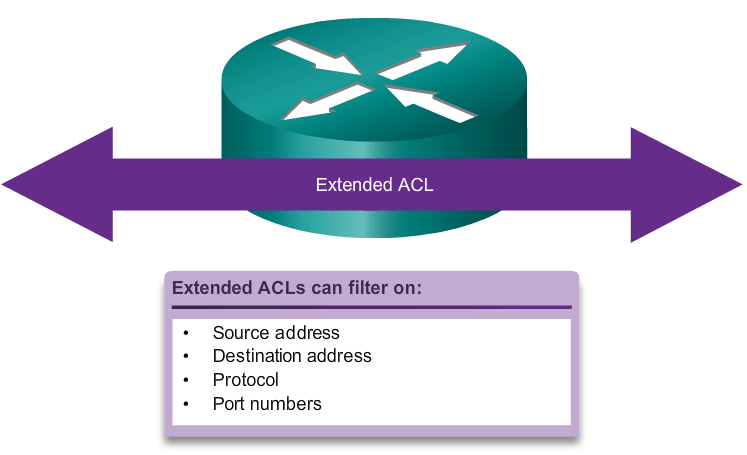 Extended ACL
Extended ACLs can filter on:
• Source address
• Destination address
• Protocol
• Port numbers